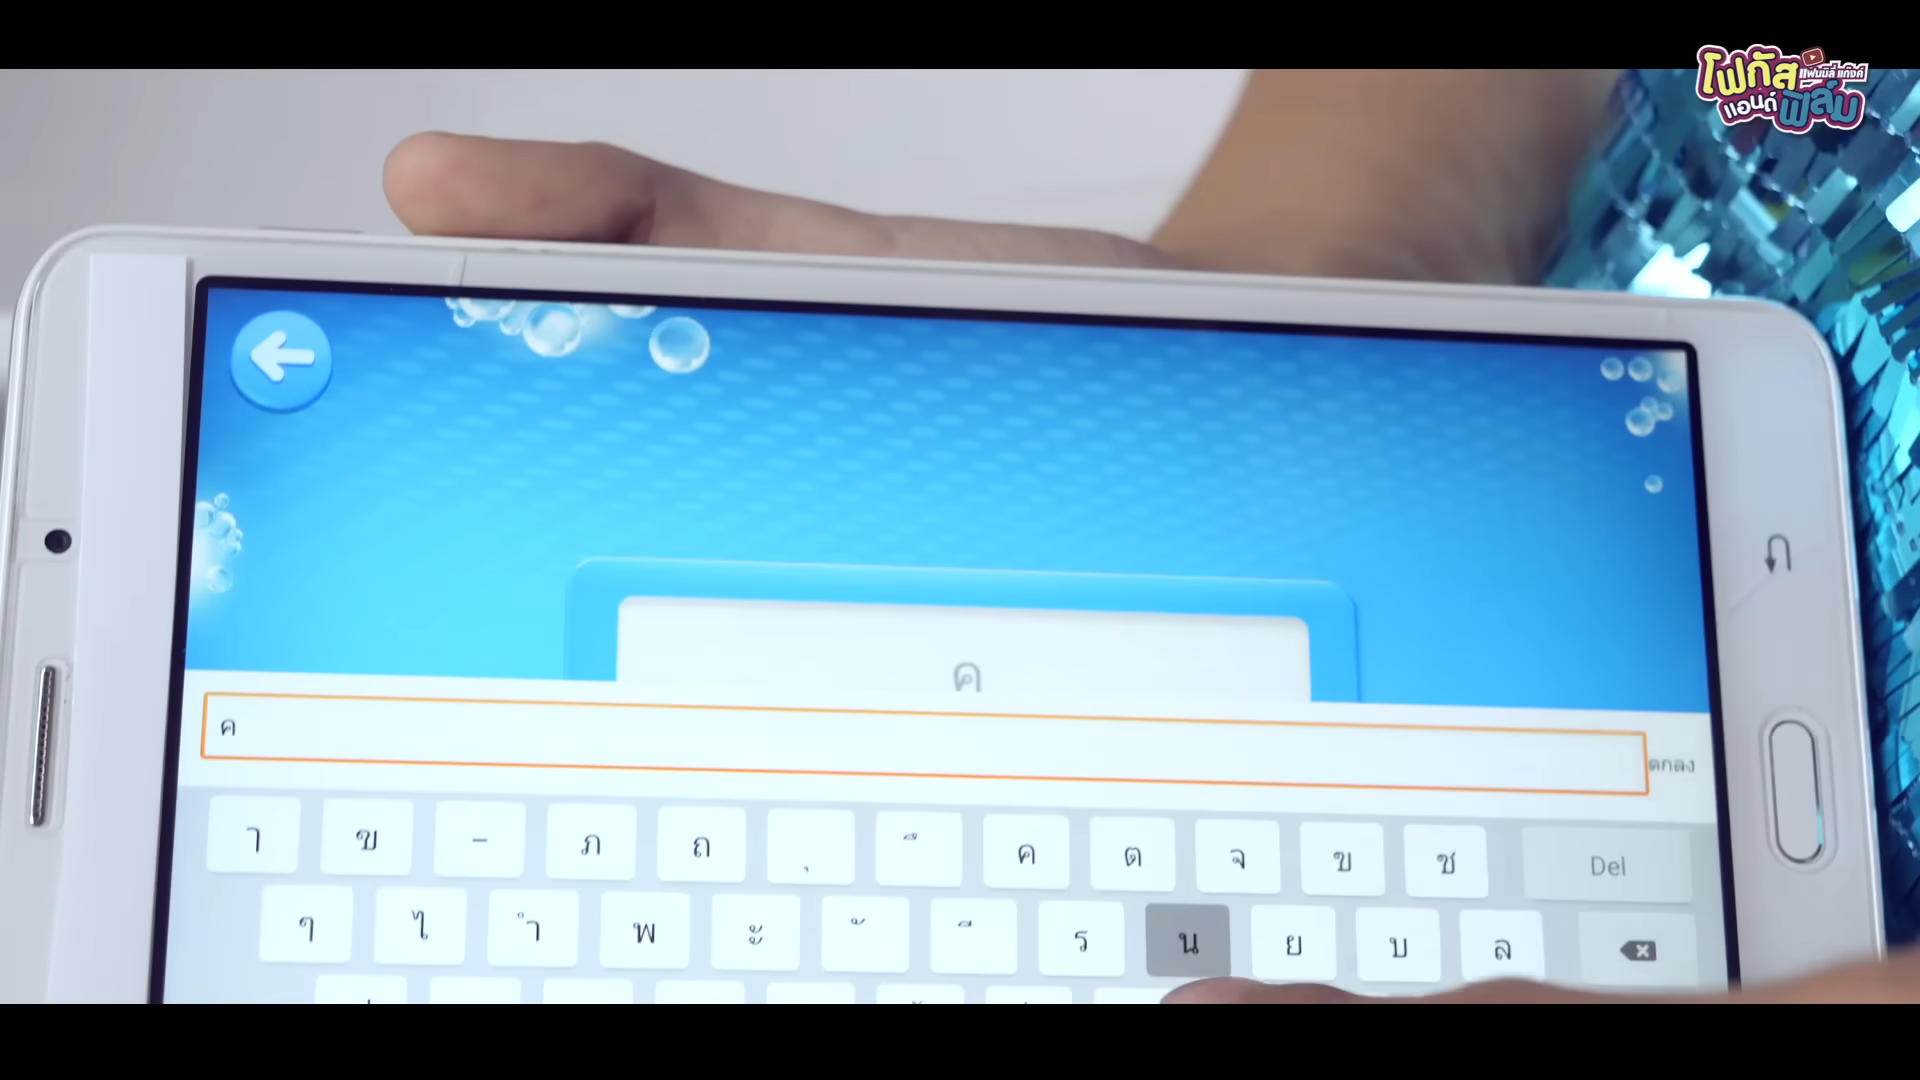 โฟกัส
แฟมมิลี่ แก๊งค์
แอนด์ ฟิล์ม
ค
ค
ตกลง
ๅ ฃ - ภ ถ ุ ึ ค ต จ ข ช Del
ๆ ไ ำ พ ะ ั ี ร น ย บ ล